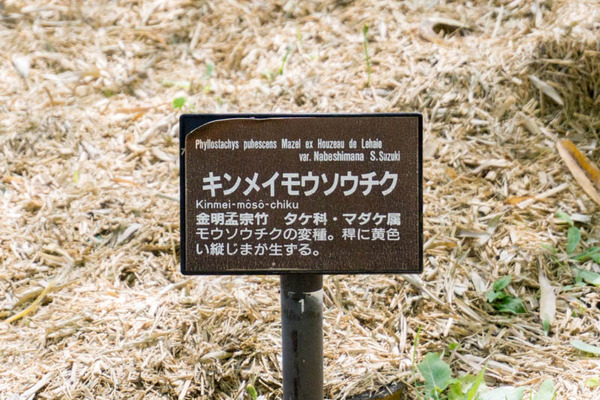 Phyllostachys pubescens Mazel ex Houzeau de Lehaie
var. Nabeshimana S.Suzuki
キンメイモウソウチク
Kinmei-môsô-chiku
金明孟宗竹 タケ科・マダケ属
モウソウチクの変種。稈に黄色
い縦じまが生ずる。